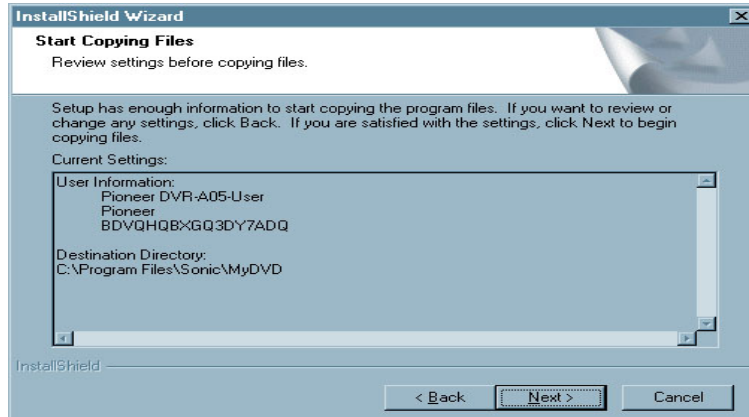 InstallShield Wizard
Start Copying Files
Review settings before copying files.
Setup has enough information to start copying the program files. If you want to review or
change any settings, click Back. If you are satisfied with the settings, click Next to begin
copying files.
Current Settings:
User Information:
Pioneer DVR-A05-User
Pioneer
BDVQHQBXGQ3DY7ADQ
Destination Directory:
C:\Program Files\Sonic\MyDVD
InstallShield
< Back Next > Cancel